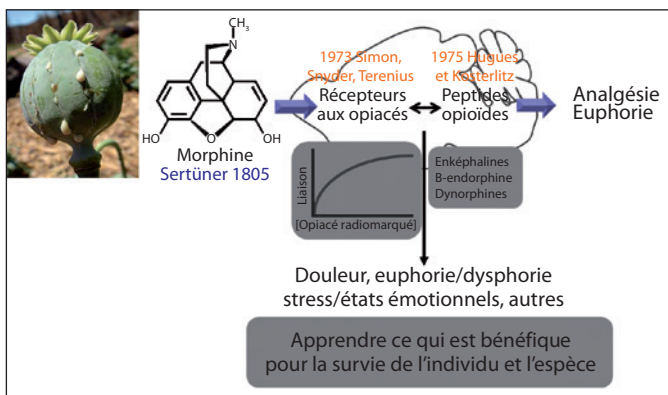 CH₃
N
HO
O
OH
Morphine
Sertüner 1805
1973 Simon,
Snyder, Terenius
Récepteurs
aux opiacés
1975 Hugues
et Kosterlitz
Peptides
opioïdes
Analgésie
Euphorie
Liaison
[Opiacé radiomarqué]
Enképhalines
B-endorphine
Dynorphines
Douleur, euphorie/dysphorie
stress/états émotionnels, autres
Apprendre ce qui est bénéfique
pour la survie de l'individu et l'espèce